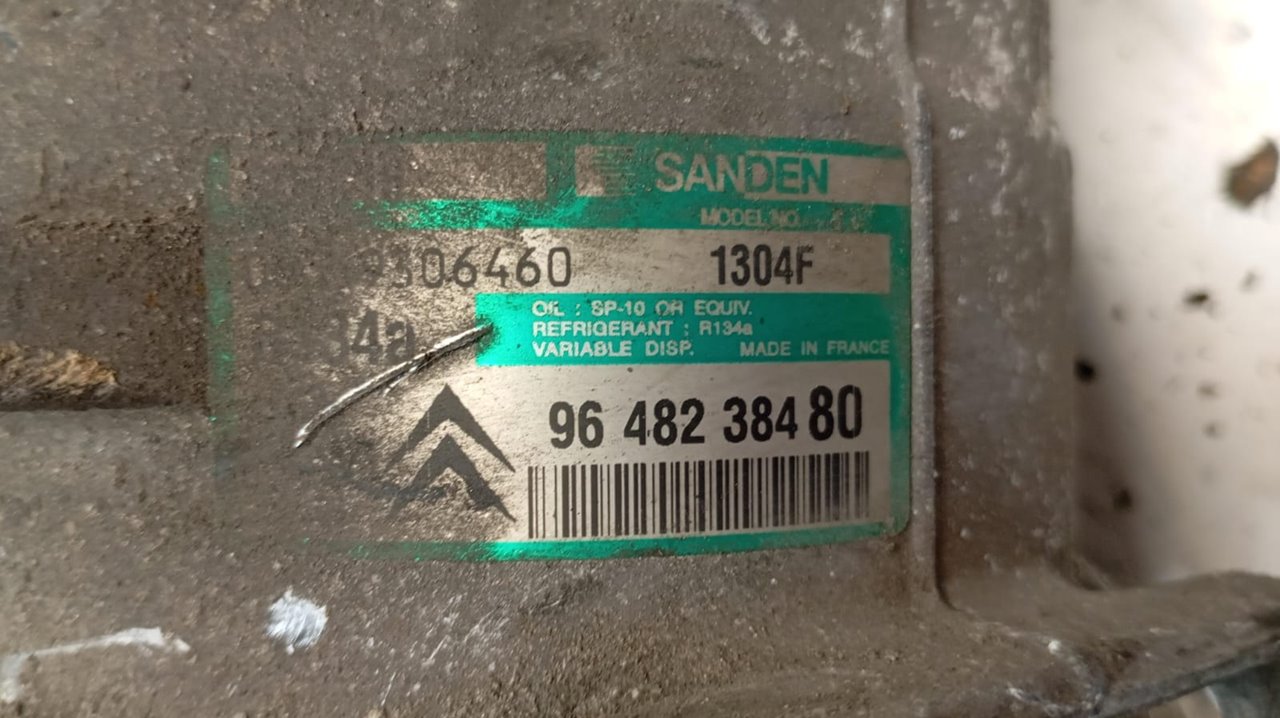 SANDEN
MODEL NO.
9306460 1304F
OIL : SP-10 OR EQUIV.
REFRIGERANT : R134a
VARIABLE DISP. MADE IN FRANCE
96 482 384 80